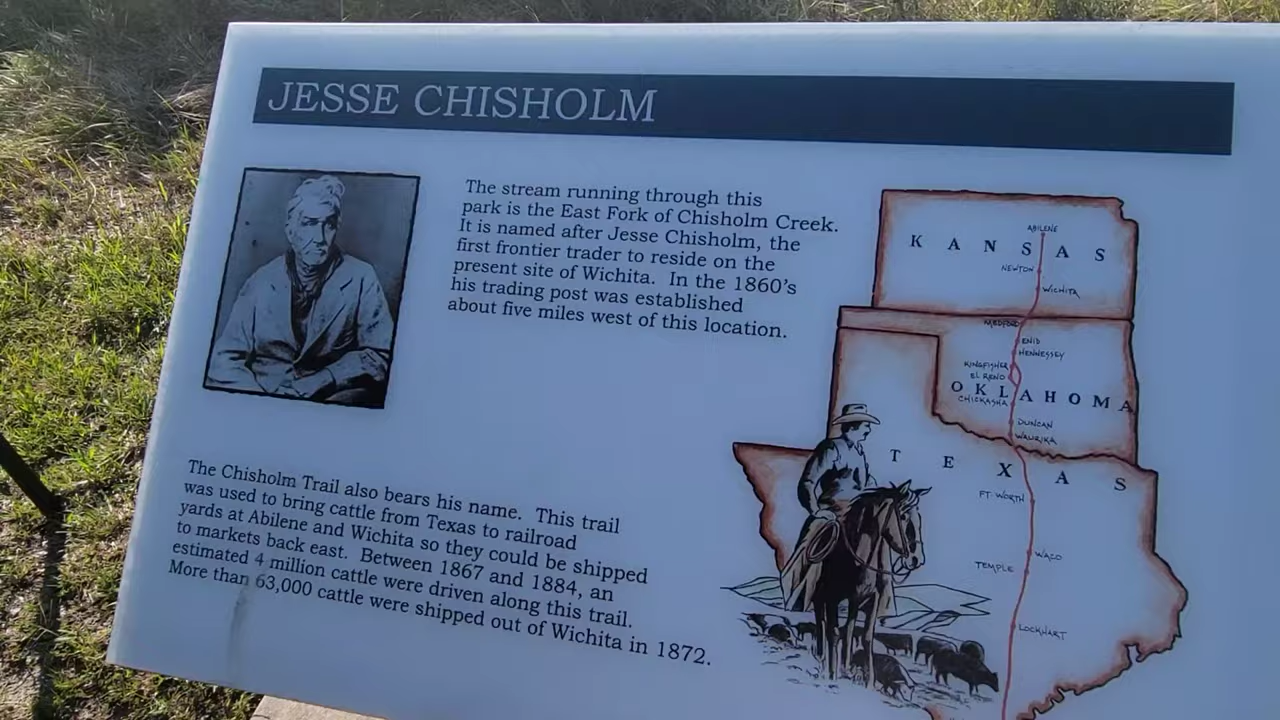 JESSE CHISHOLM
The stream running through this
park is the East Fork of Chisholm Creek.
It is named after Jesse Chisholm, the
first frontier trader to reside on the
present site of Wichita. In the 1860's
his trading post was established
about five miles west of this location.
The Chisholm Trail also bears his name. This trail
was used to bring cattle from Texas to railroad
yards at Abilene and Wichita so they could be shipped
to markets back east. Between 1867 and 1884, an
estimated 4 million cattle were driven along this trail.
More than 63,000 cattle were shipped out of Wichita in 1872.
ABILENE
KANSAS
NEWTON
WICHITA
MEDFORD
ENID
HENNESSEY
KINGFISHER
EL RENO
OKLAHOMA
CHICKASHA
DUNCAN
WAURIKA
TEXAS
FT. WORTH
WACO
TEMPLE
LOCKHART